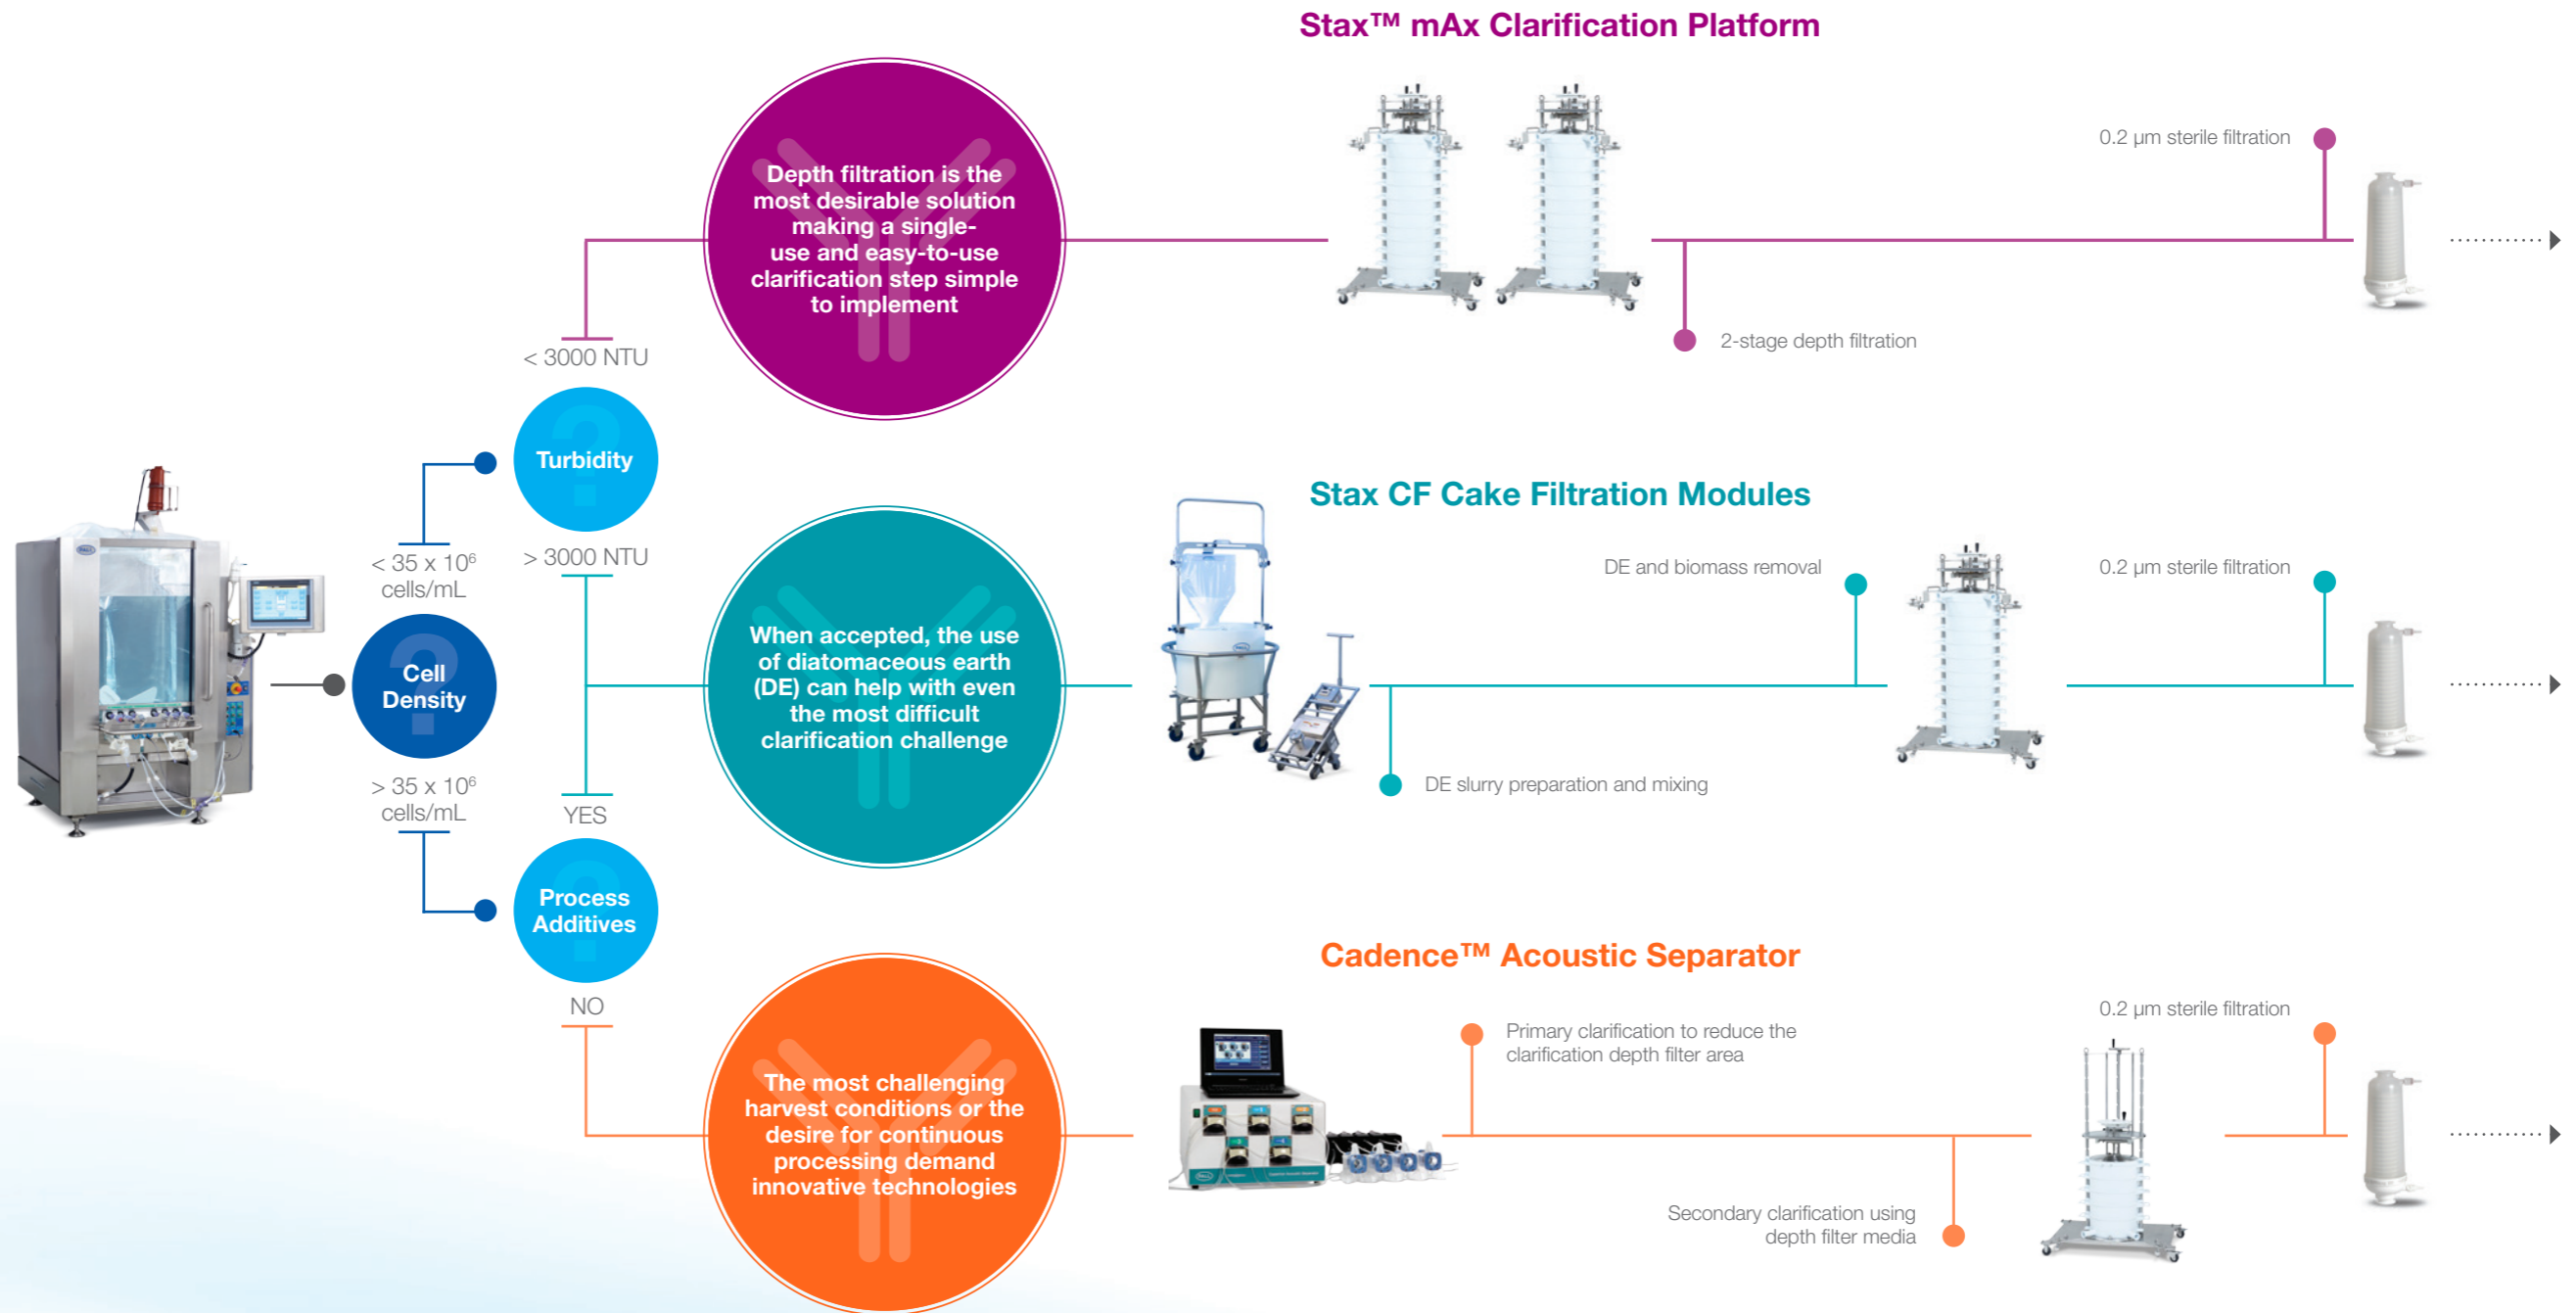 Stax™ mAx Clarification Platform
Depth filtration is the
most desirable solution
making a single-
use and easy-to-use
clarification step simple
to implement
0.2 µm sterile filtration
2-stage depth filtration
< 3000 NTU
Turbidity
> 3000 NTU
< 35 x 10⁶
cells/mL
Cell
Density
> 35 x 10⁶
cells/mL
Stax CF Cake Filtration Modules
When accepted, the use
of diatomaceous earth
(DE) can help with even
the most difficult
clarification challenge
DE and biomass removal
0.2 µm sterile filtration
DE slurry preparation and mixing
YES
Process
Additives
NO
Cadence™ Acoustic Separator
The most challenging
harvest conditions or the
desire for continuous
processing demand
innovative technologies
Primary clarification to reduce the
clarification depth filter area
0.2 µm sterile filtration
Secondary clarification using
depth filter media